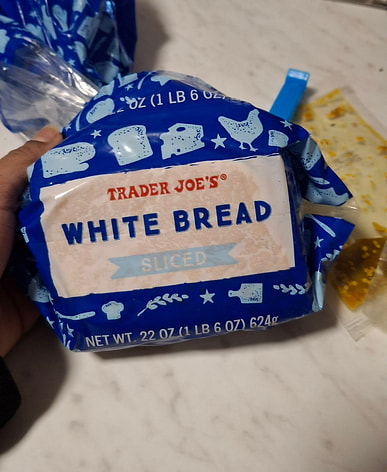 OZ (1 LB 6 OZ)
TRADER JOE'S®
WHITE BREAD
SLICED
NET WT. 22 OZ (1 LB 6 OZ) 624g